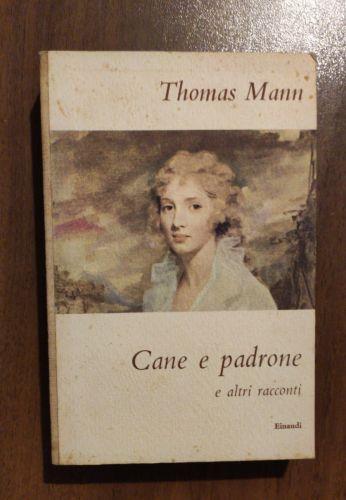 Thomas Mann
Cane e padrone
e altri racconti
Einaudi